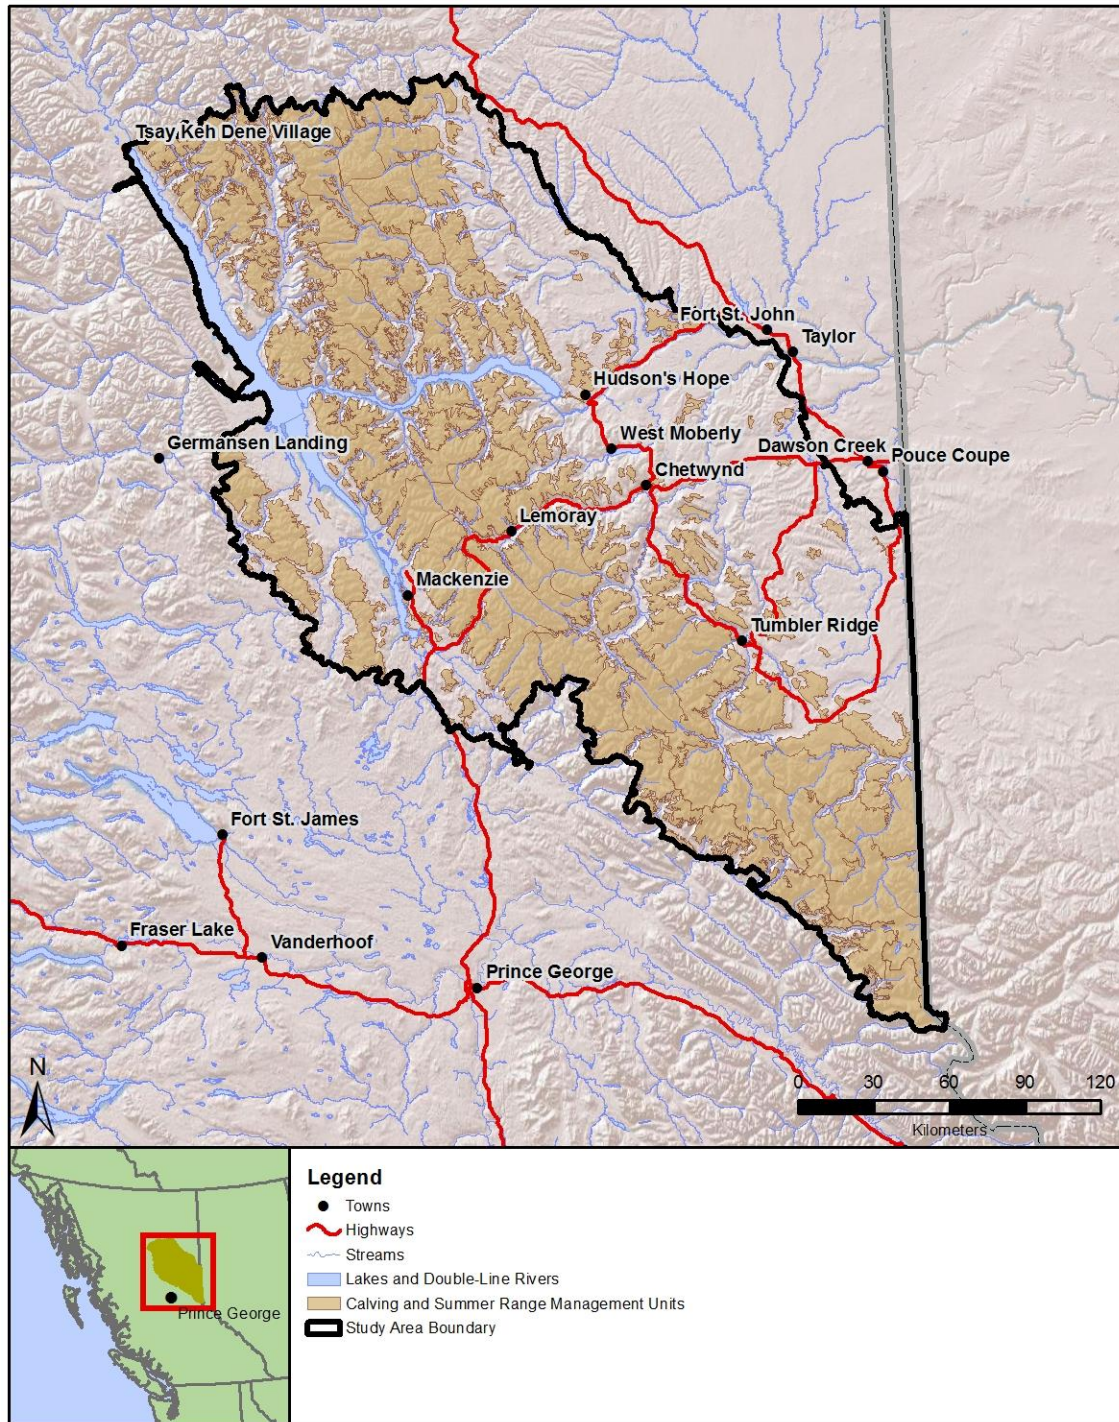 Tsay Keh Dene Village
Fort St. John
Taylor
Hudson's Hope
West Moberly
Germansen Landing
Dawson Creek
Pouce Coupe
Chetwynd
Lemoray
Mackenzie
Tumbler Ridge
Fort St. James
Fraser Lake
Vanderhoof
Prince George
N
0 30 60 90 120
Kilometers
Prince George
Legend
Towns
Highways
Streams
Lakes and Double-Line Rivers
Calving and Summer Range Management Units
Study Area Boundary